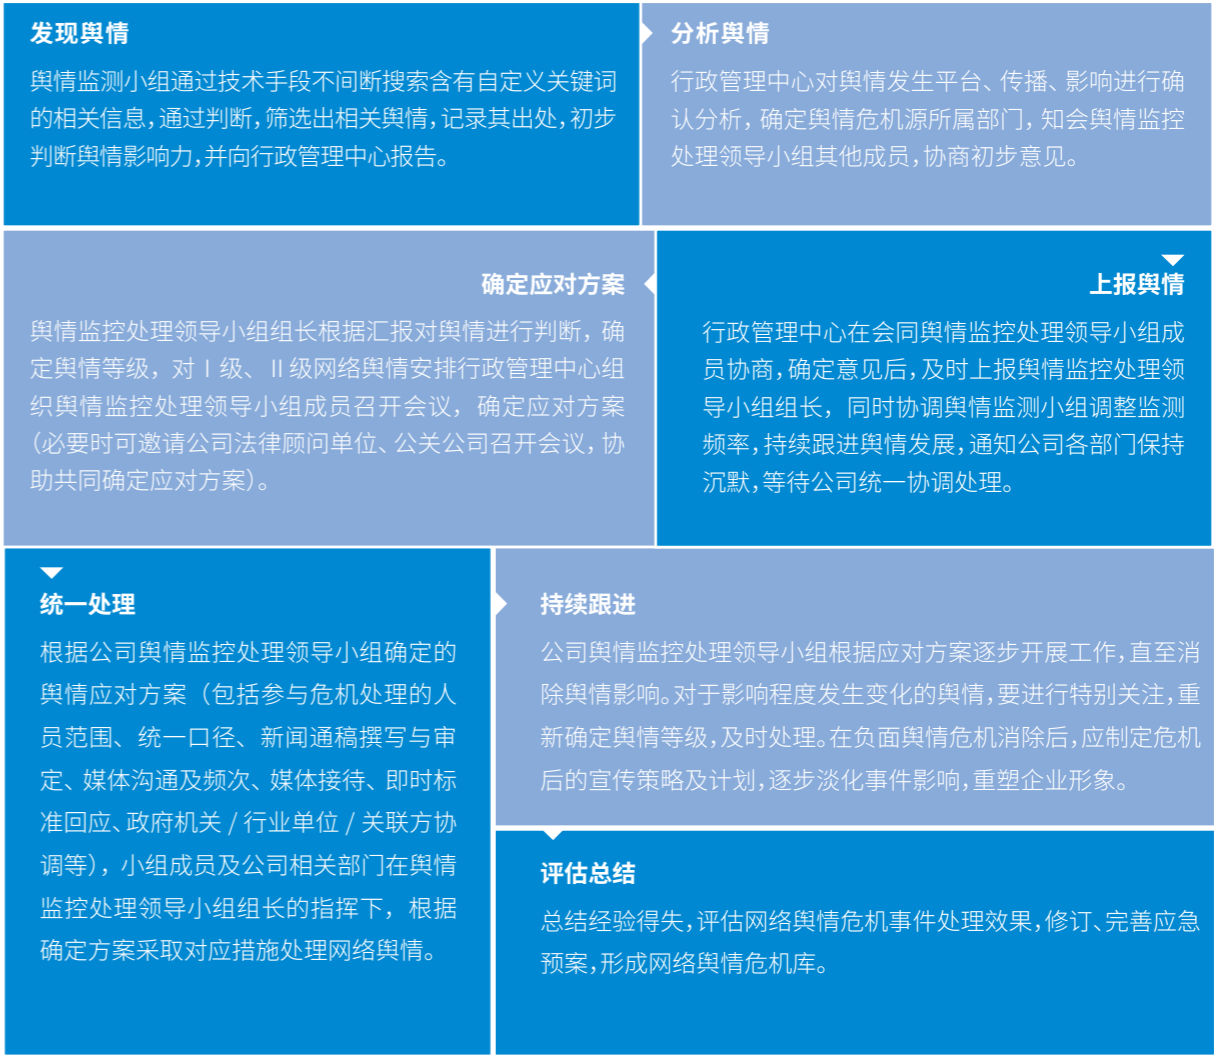 发现舆情
舆情监测小组通过技术手段不间断搜索含有自定义关键词
的相关信息，通过判断，筛选出相关舆情，记录其出处，初步
判断舆情影响力，并向行政管理中心报告。
分析舆情
行政管理中心对舆情发生平台、传播、影响进行确
认分析，确定舆情危机源所属部门，知会舆情监控
处理领导小组其他成员，协商初步意见。
上报舆情
行政管理中心在会同舆情监控处理领导小组成
员协商，确定意见后，及时上报舆情监控处理领
导小组组长，同时协调舆情监测小组调整监测
频率，持续跟进舆情发展，通知公司各部门保持
沉默，等待公司统一协调处理。
确定应对方案
舆情监控处理领导小组组长根据汇报对舆情进行判断，确
定舆情等级，对Ⅰ级、Ⅱ级网络舆情安排行政管理中心组
织舆情监控处理领导小组成员召开会议，确定应对方案
（必要时可邀请公司法律顾问单位、公关公司召开会议，协
助共同确定应对方案）。
统一处理
根据公司舆情监控处理领导小组确定的
舆情应对方案（包括参与危机处理的人
员范围、统一口径、新闻通稿撰写与审
定、媒体沟通及频次、媒体接待、即时标
准回应、政府机关 / 行业单位 / 关联方协
调等），小组成员及公司相关部门在舆情
监控处理领导小组组长的指挥下，根据
确定方案采取对应措施处理网络舆情。
持续跟进
公司舆情监控处理领导小组根据应对方案逐步开展工作，直至消
除舆情影响。对于影响程度发生变化的舆情，要进行特别关注，重
新确定舆情等级，及时处理。在负面舆情危机消除后，应制定危机
后的宣传策略及计划，逐步淡化事件影响，重塑企业形象。
评估总结
总结经验得失，评估网络舆情危机事件处理效果，修订、完善应急
预案，形成网络舆情危机库。